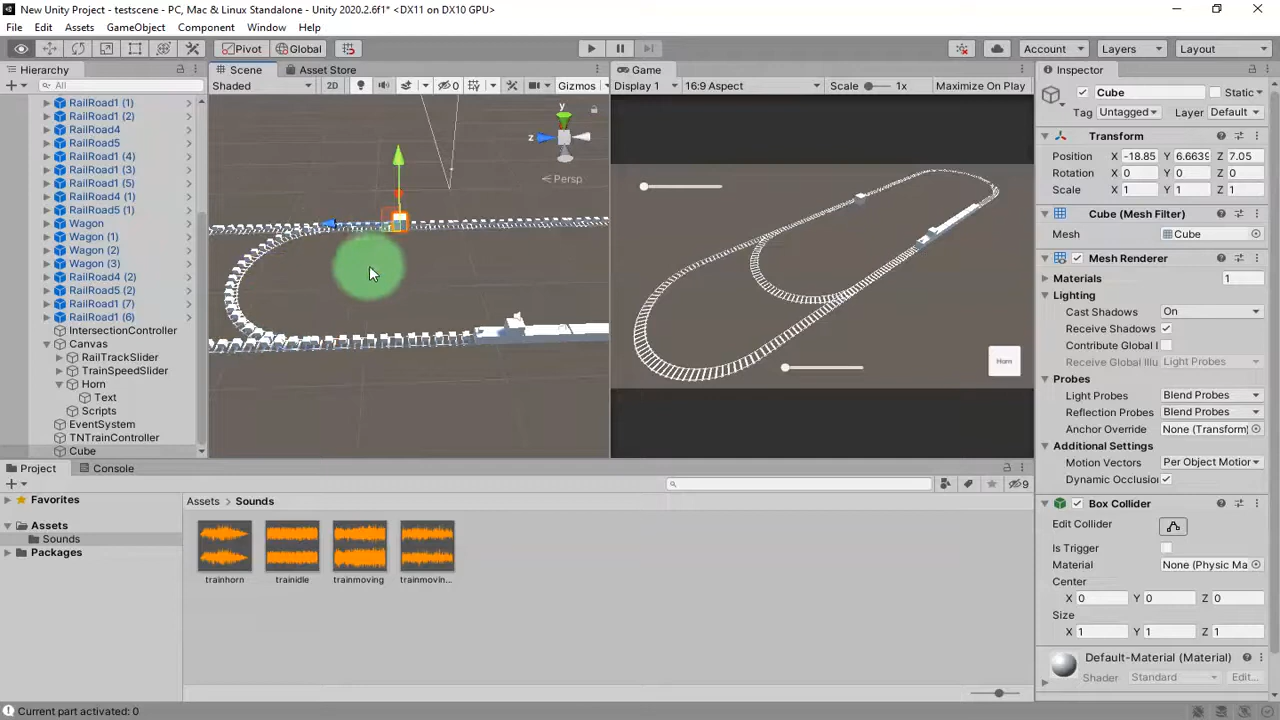 New Unity Project - testscene - PC, Mac & Linux Standalone - Unity 2020.2.6f1* <DX11 on DX10 GPU>
File Edit Assets GameObject Component Window Help
Pivot Global Account Layers Layout
Hierarchy
All
RailRoad1 (1)
RailRoad1 (2)
RailRoad4
RailRoad5
RailRoad1 (4)
RailRoad1 (3)
RailRoad1 (5)
RailRoad4 (1)
RailRoad5 (1)
Wagon
Wagon (1)
Wagon (2)
Wagon (3)
RailRoad4 (2)
RailRoad5 (2)
RailRoad1 (7)
RailRoad1 (6)
IntersectionController
Canvas
RailTrackSlider
TrainSpeedSlider
Horn
Text
Scripts
EventSystem
TNTrainController
Cube
Scene Asset Store
Shaded 2D 0 Gizmos
y
z
Persp
Game
Display 1 16:9 Aspect Scale 1x Maximize On Play
Horn
Inspector
Cube Static
Tag Untagged Layer Default
Transform
Position X -18.85 Y 6.6639 Z 7.05
Rotation X 0 Y 0 Z 0
Scale X 1 Y 1 Z 1
Cube (Mesh Filter)
Mesh Cube
Mesh Renderer
Materials 1
Lighting
Cast Shadows On
Receive Shadows
Contribute Global I
Receive Global Ill Light Probes
Probes
Light Probes Blend Probes
Reflection Probes Blend Probes
Anchor Override None (Transform)
Additional Settings
Motion Vectors Per Object Motior
Dynamic Occlusion
Box Collider
Edit Collider
Is Trigger
Material None (Physic Ma
Center
X 0 Y 0 Z 0
Size
X 1 Y 1 Z 1
Default-Material (Material)
Shader Standard Edit...
Project Console
9
Favorites
Assets
Sounds
Packages
Assets > Sounds
trainhorn trainidle trainmoving trainmovin...
Current part activated: 0